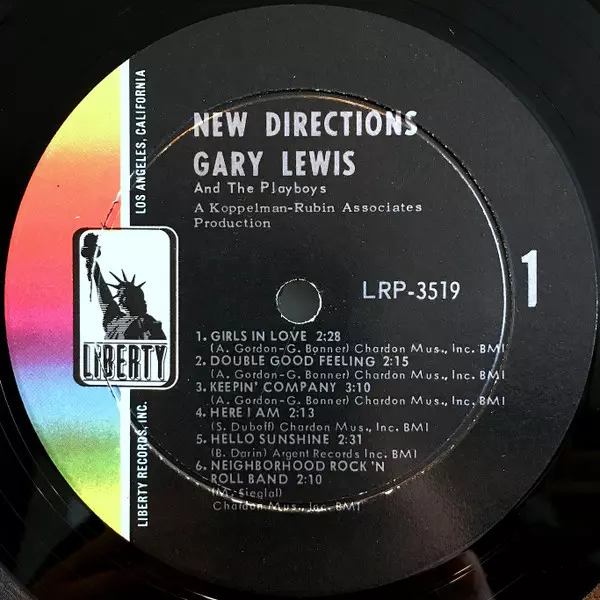 NEW DIRECTIONS
GARY LEWIS
And The Playboys
A Koppelman-Rubin Associates
Production
1
LRP-3519
1. GIRLS IN LOVE 2:28
(A. Gordon-G. Bonner) Chardon Mus., Inc. BMI
2. DOUBLE GOOD FEELING 2:15
(A. Gordon-G. Bonner) Chardon Mus., Inc. BMI
3. KEEPIN' COMPANY 3:10
(A. Gordon-G. Bonner) Chardon Mus., Inc. BMI
4. HERE I AM 2:13
(S. Duboff) Chardon Mus., Inc. BMI
5. HELLO SUNSHINE 2:31
(B. Darin) Argent Records Inc. BMI
6. NEIGHBORHOOD ROCK 'N
ROLL BAND 2:10
(M. Sieglal)
Chardon Mus., Inc. BMI
LIBERTY
LIBERTY RECORDS, INC.
LOS ANGELES, CALIFORNIA